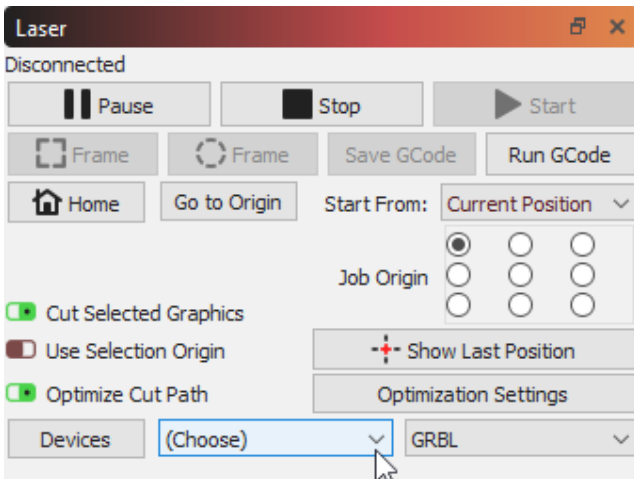 Laser
Disconnected
Pause Stop Start
Frame Frame Save GCode Run GCode
Home Go to Origin Start From: Current Position
Job Origin
Cut Selected Graphics
Use Selection Origin Show Last Position
Optimize Cut Path Optimization Settings
Devices (Choose) GRBL